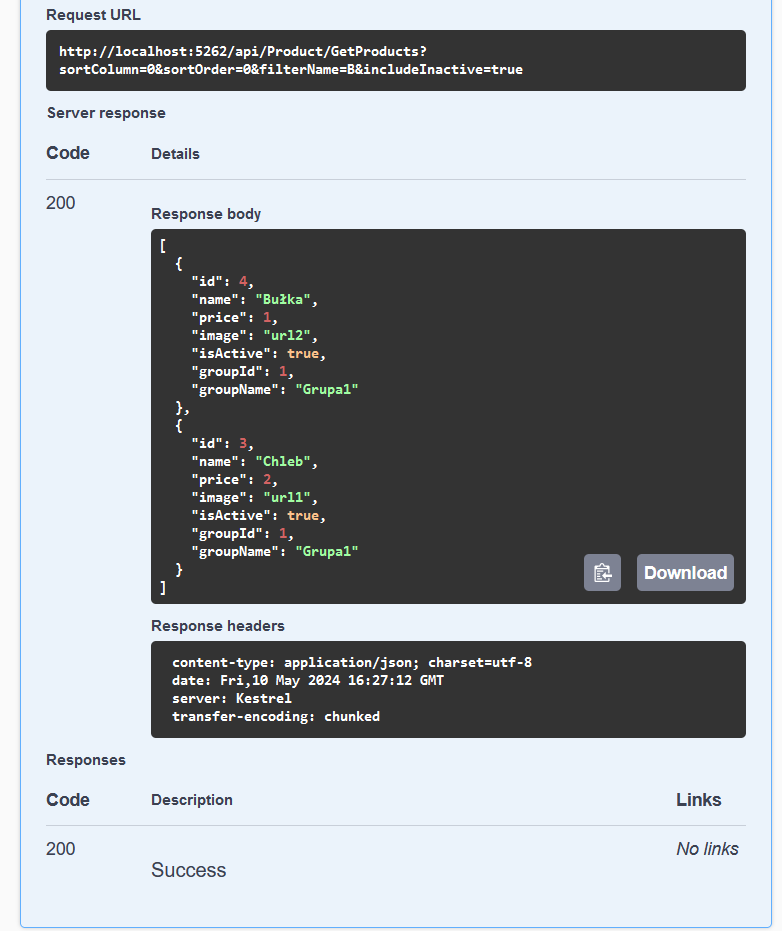 Request URL
http://localhost:5262/api/Product/GetProducts?
sortColumn=0&sortOrder=0&filterName=B&includeInactive=true
Server response
Code Details
200
Response body
[
  {
    "id": 4,
    "name": "Bułka",
    "price": 1,
    "image": "url2",
    "isActive": true,
    "groupId": 1,
    "groupName": "Grupa1"
  },
  {
    "id": 3,
    "name": "Chleb",
    "price": 2,
    "image": "url1",
    "isActive": true,
    "groupId": 1,
    "groupName": "Grupa1"
  }
Download
]
Response headers
content-type: application/json; charset=utf-8
date: Fri,10 May 2024 16:27:12 GMT
server: Kestrel
transfer-encoding: chunked
Responses
Code Description Links
200 No links
Success